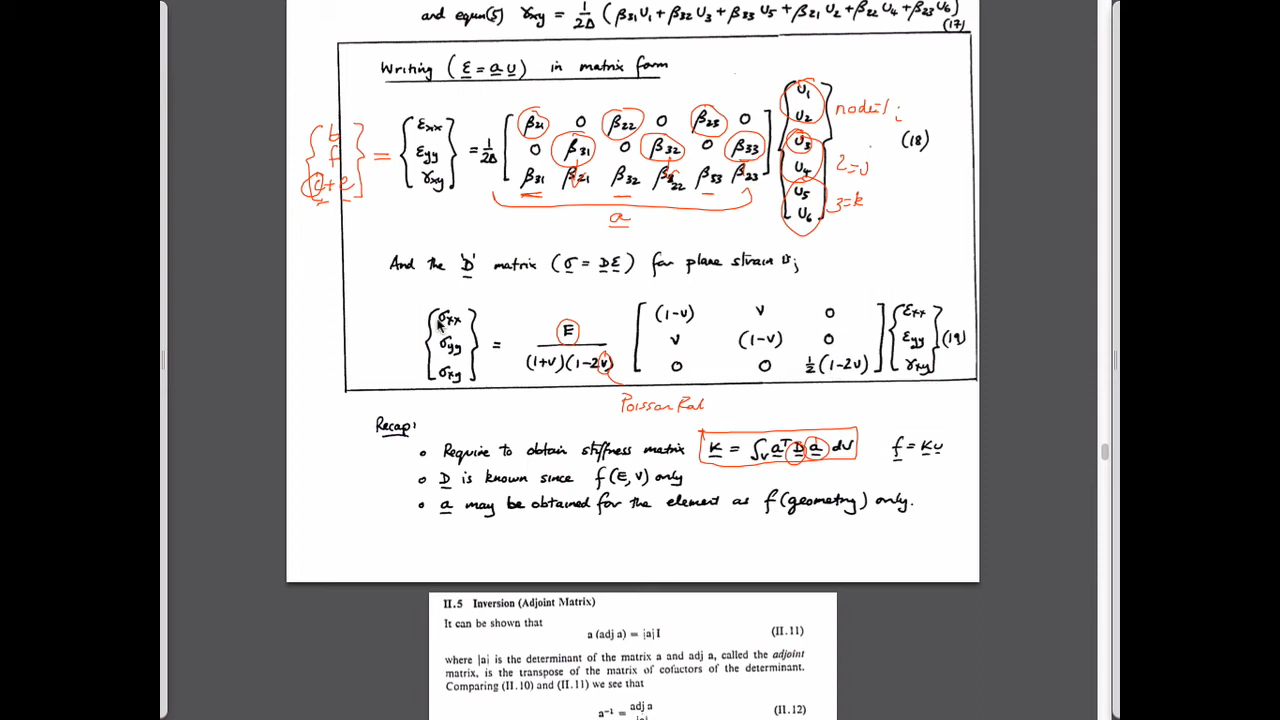 and eqn(5) γxy = 1/2Δ ( β31 U1 + β32 U3 + β33 U5 + β21 U2 + β22 U4 + β23 U6 )
(17)
Writing ( ε = a u ) in matrix form
{ b f c+e } = { εxx εyy γxy } = 1/2Δ [ β21 0 β22 0 β23 0
0 β31 0 β32 0 β33
β31 β21 β32 β22 β33 β23 ] { U1 U2 U3 U4 U5 U6 } (18)
node=1 i
2=j
3=k
a
And the 'D' matrix ( σ = Dε ) for plane strain is;
{ σxx σyy σxy } = E / (1+ν)(1-2ν) [ (1-ν) ν 0
ν (1-ν) 0
0 0 ½(1-2ν) ] { εxx εyy γxy } (19)
Poisson Rat
Recap:
∘ Require to obtain stiffness matrix K = ∫v aᵀ D a dV f = Ku
∘ D is known since f(E, ν) only
∘ a may be obtained for the element as f(geometry) only.
II.5 Inversion (Adjoint Matrix)
It can be shown that
a (adj a) = |a| I (II.11)
where |a| is the determinant of the matrix a and adj a, called the adjoint
matrix, is the transpose of the matrix of cofactors of the determinant.
Comparing (II.10) and (II.11) we see that
a⁻¹ = adj a / |a| (II.12)